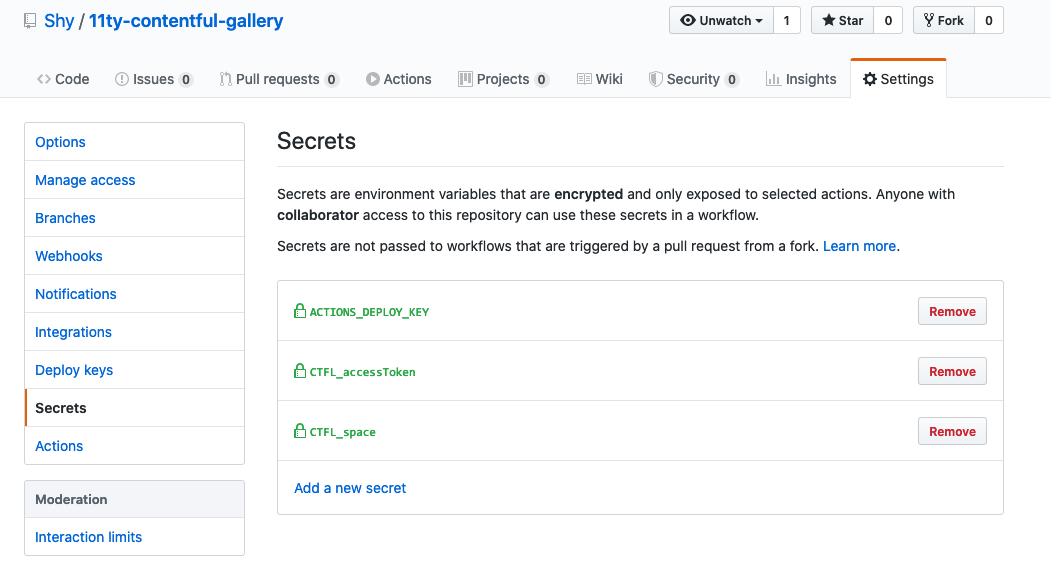 Shy / 11ty-contentful-gallery
Unwatch 1 Star 0 Fork 0
Code Issues 0 Pull requests 0 Actions Projects 0 Wiki Security 0 Insights Settings
Options
Manage access
Branches
Webhooks
Notifications
Integrations
Deploy keys
Secrets
Actions
Moderation
Interaction limits
Secrets
Secrets are environment variables that are encrypted and only exposed to selected actions. Anyone with
collaborator access to this repository can use these secrets in a workflow.
Secrets are not passed to workflows that are triggered by a pull request from a fork. Learn more.
ACTIONS_DEPLOY_KEY Remove
CTFL_accessToken Remove
CTFL_space Remove
Add a new secret